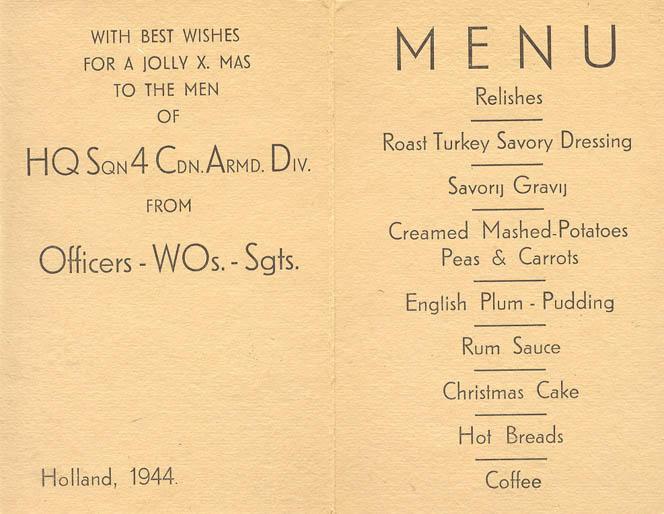 WITH BEST WISHES
FOR A JOLLY X. MAS
TO THE MEN
OF
HQ SQN 4 CDN. ARMD. DIV.
FROM
Officers - WOs. - Sgts.
Holland, 1944.
MENU
Relishes
Roast Turkey Savory Dressing
Savorij Gravij
Creamed Mashed-Potatoes
Peas & Carrots
English Plum - Pudding
Rum Sauce
Christmas Cake
Hot Breads
Coffee